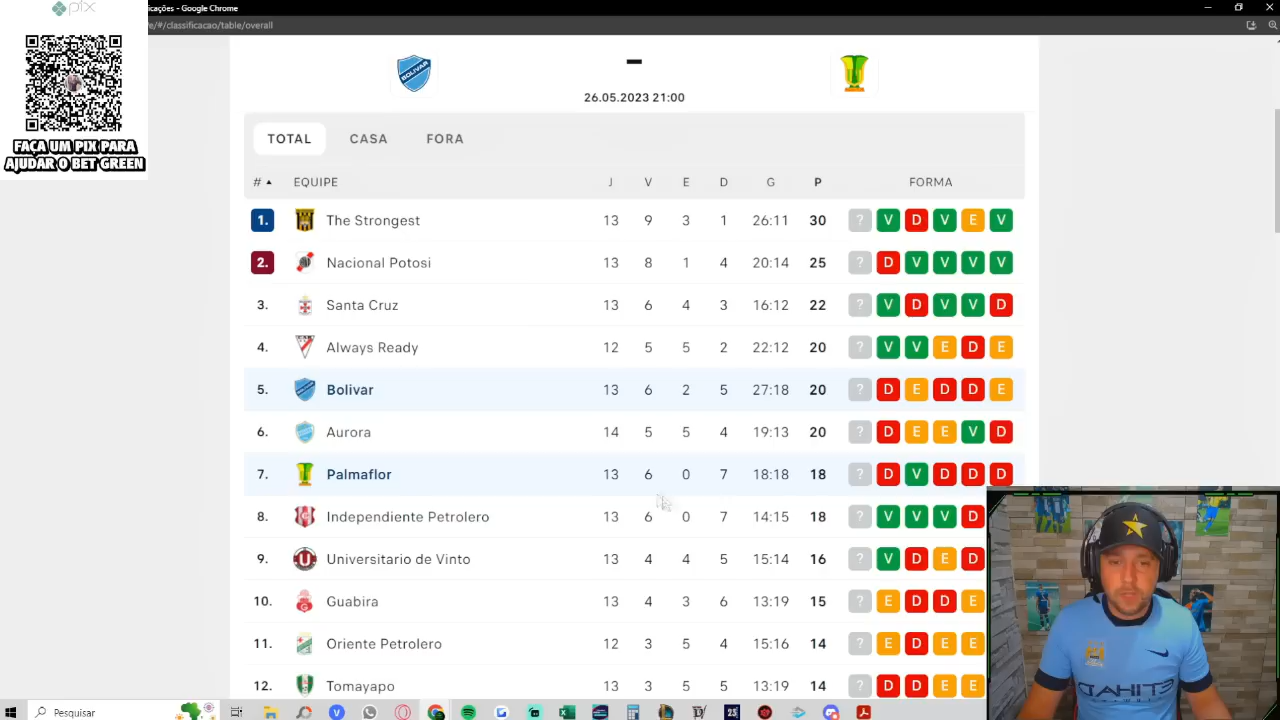 pix
icações - Google Chrome
e/#/classificacao/table/overall
FAÇA UM PIX PARA
AJUDAR O BET GREEN
BOLIVAR
-
26.05.2023 21:00
TOTAL CASA FORA
# EQUIPE J V E D G P FORMA
1. The Strongest 13 9 3 1 26:11 30 ? V D V E V
2. Nacional Potosi 13 8 1 4 20:14 25 ? D V V V V
3. Santa Cruz 13 6 4 3 16:12 22 ? V D V V D
4. Always Ready 12 5 5 2 22:12 20 ? V V E D E
5. Bolivar 13 6 2 5 27:18 20 ? D E D D E
6. Aurora 14 5 5 4 19:13 20 ? D E E V D
7. Palmaflor 13 6 0 7 18:18 18 ? D V D D D
8. Independiente Petrolero 13 6 0 7 14:15 18 ? V V V D
9. Universitario de Vinto 13 4 4 5 15:14 16 ? V D E D
10. Guabira 13 4 3 6 13:19 15 ? E D D E
11. Oriente Petrolero 12 3 5 4 15:16 14 ? E D E E
12. Tomayapo 13 3 5 5 13:19 14 ? D D E E
ETIHAD
Pesquisar